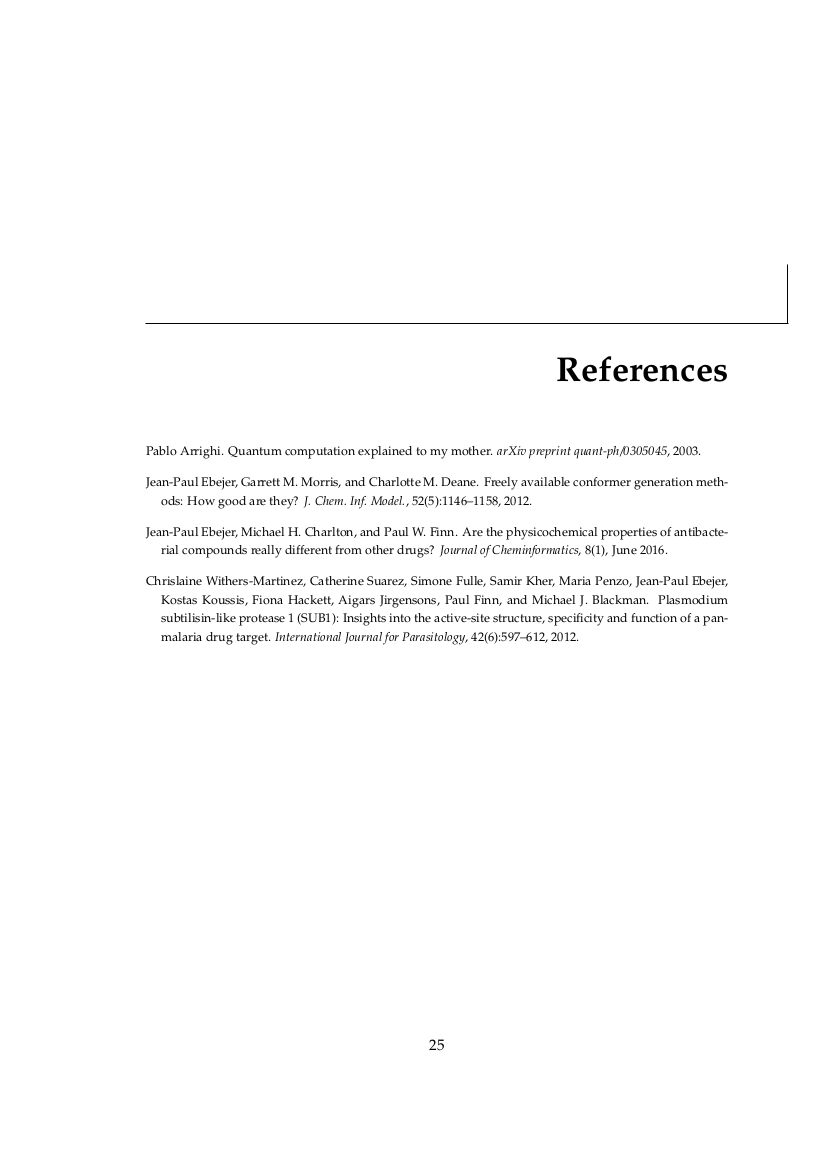 References
Pablo Arrighi. Quantum computation explained to my mother. arXiv preprint quant-ph/0305045, 2003.
Jean-Paul Ebejer, Garrett M. Morris, and Charlotte M. Deane. Freely available conformer generation meth-
ods: How good are they? J. Chem. Inf. Model., 52(5):1146–1158, 2012.
Jean-Paul Ebejer, Michael H. Charlton, and Paul W. Finn. Are the physicochemical properties of antibacte-
rial compounds really different from other drugs? Journal of Cheminformatics, 8(1), June 2016.
Chrislaine Withers-Martinez, Catherine Suarez, Simone Fulle, Samir Kher, Maria Penzo, Jean-Paul Ebejer,
Kostas Koussis, Fiona Hackett, Aigars Jirgensons, Paul Finn, and Michael J. Blackman. Plasmodium
subtilisin-like protease 1 (SUB1): Insights into the active-site structure, specificity and function of a pan-
malaria drug target. International Journal for Parasitology, 42(6):597–612, 2012.
25